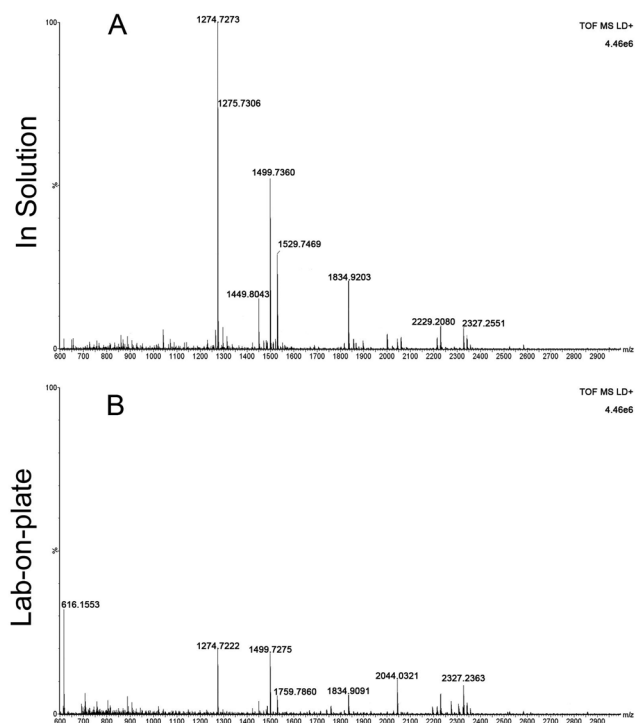 A
TOF MS LD+
4.46e6
In Solution
100
%
1274.7273
1275.7306
1499.7360
1529.7469
1449.8043
1834.9203
2229.2080
2327.2551
600 700 800 900 1000 1100 1200 1300 1400 1500 1600 1700 1800 1900 2000 2100 2200 2300 2400 2500 2600 2700 2800 2900
m/z
B
TOF MS LD+
4.46e6
Lab-on-plate
100
%
616.1553
1274.7222
1499.7275
1759.7860
1834.9091
2044.0321
2327.2363
600 700 800 900 1000 1100 1200 1300 1400 1500 1600 1700 1800 1900 2000 2100 2200 2300 2400 2500 2600 2700 2800 2900
m/z